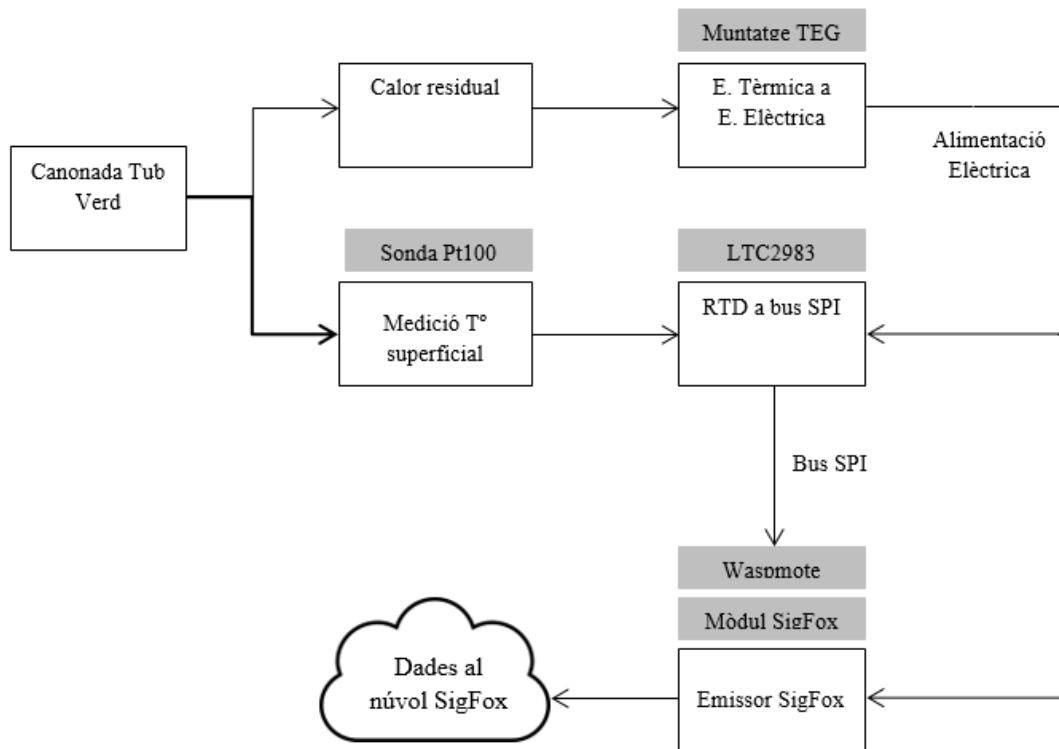 Muntatge TEG
Calor residual
E. Tèrmica a
E. Elèctrica
Alimentació
Elèctrica
Canonada Tub
Verd
Sonda Pt100
LTC2983
Medició Tº
superficial
RTD a bus SPI
Bus SPI
Waspmote
Mòdul SigFox
Dades al
núvol SigFox
Emissor SigFox